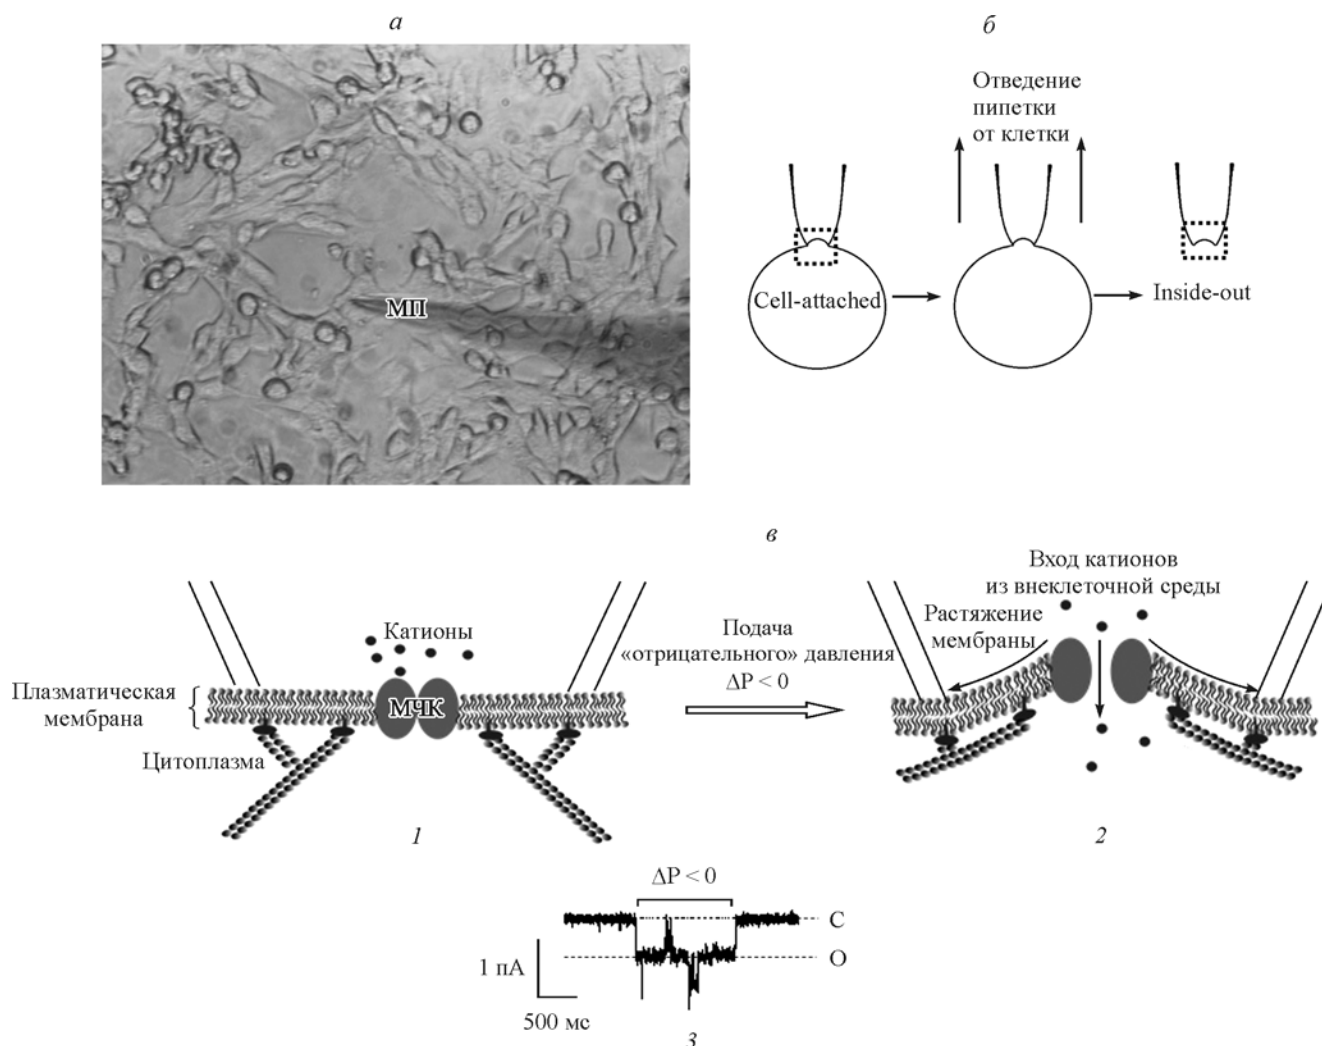 а
б
МП
Отведение
пипетки
от клетки
Cell-attached
Inside-out
в
Катионы
Плазматическая
мембрана
МЧК
Цитоплазма
1
Подача
«отрицательного» давления
ΔP < 0
Вход катионов
из внеклеточной среды
Растяжение
мембраны
2
ΔP < 0
C
O
1 пА
500 мс
3